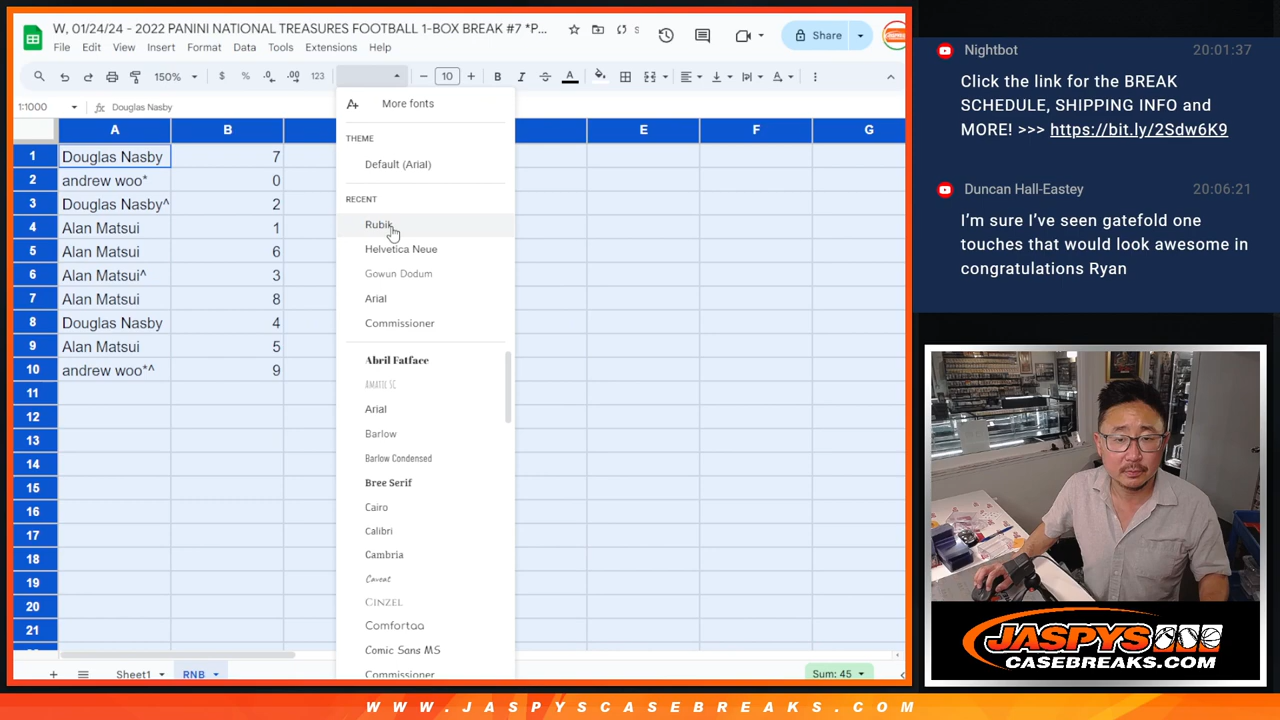 W, 01/24/24 - 2022 PANINI NATIONAL TREASURES FOOTBALL 1-BOX BREAK #7 *P...
S
File Edit View Insert Format Data Tools Extensions Help
Share
150% $ % .0 .00 123 10 B I A
1:1000 fx Douglas Nasby
A B E F G
1 Douglas Nasby 7
2 andrew woo* 0
3 Douglas Nasby^ 2
4 Alan Matsui 1
5 Alan Matsui 6
6 Alan Matsui^ 3
7 Alan Matsui 8
8 Douglas Nasby 4
9 Alan Matsui 5
10 andrew woo*^ 9
11
12
13
14
15
16
17
18
19
20
21
More fonts
THEME
Default (Arial)
RECENT
Rubik
Helvetica Neue
Gowun Dodum
Arial
Commissioner
Abril Fatface
AMATIC SC
Arial
Barlow
Barlow Condensed
Bree Serif
Cairo
Calibri
Cambria
Caveat
CINZEL
Comfortaa
Comic Sans MS
Commissioner
Sheet1 RNB Sum: 45
Nightbot 20:01:37
Click the link for the BREAK
SCHEDULE, SHIPPING INFO and
MORE! >>> https://bit.ly/2Sdw6K9
Duncan Hall-Eastey 20:06:21
I'm sure I've seen gatefold one
touches that would look awesome in
congratulations Ryan
JASPYS
CASEBREAKS.COM
WWW.JASPYSCASEBREAKS.COM